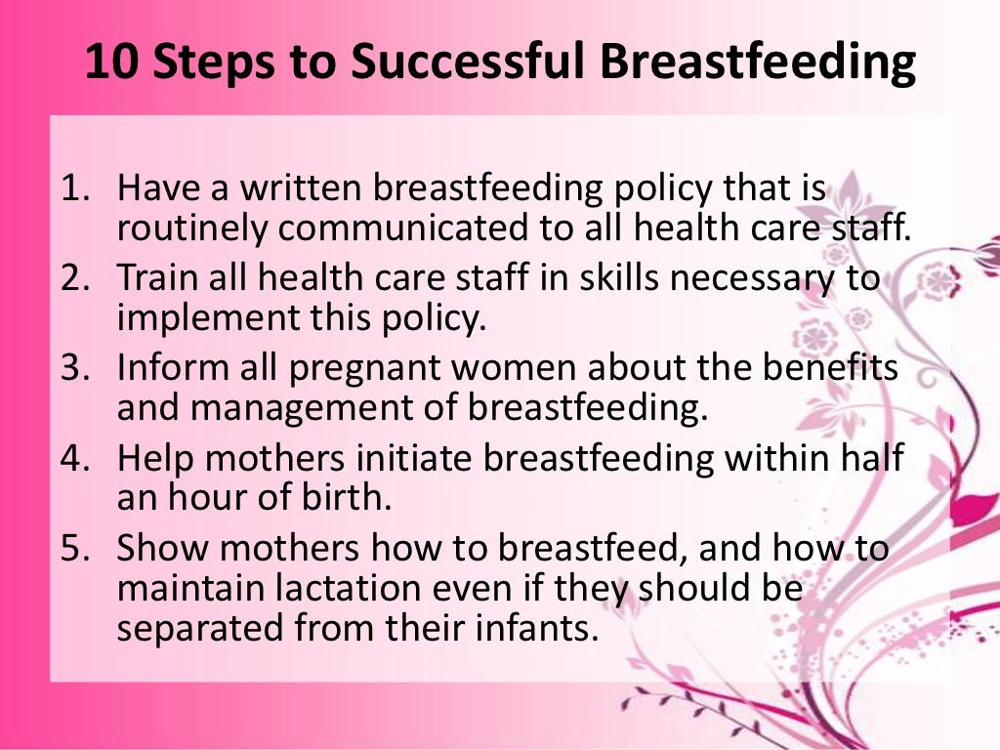 10 Steps to Successful Breastfeeding
1. Have a written breastfeeding policy that is
routinely communicated to all health care staff.
2. Train all health care staff in skills necessary to
implement this policy.
3. Inform all pregnant women about the benefits
and management of breastfeeding.
4. Help mothers initiate breastfeeding within half
an hour of birth.
5. Show mothers how to breastfeed, and how to
maintain lactation even if they should be
separated from their infants.